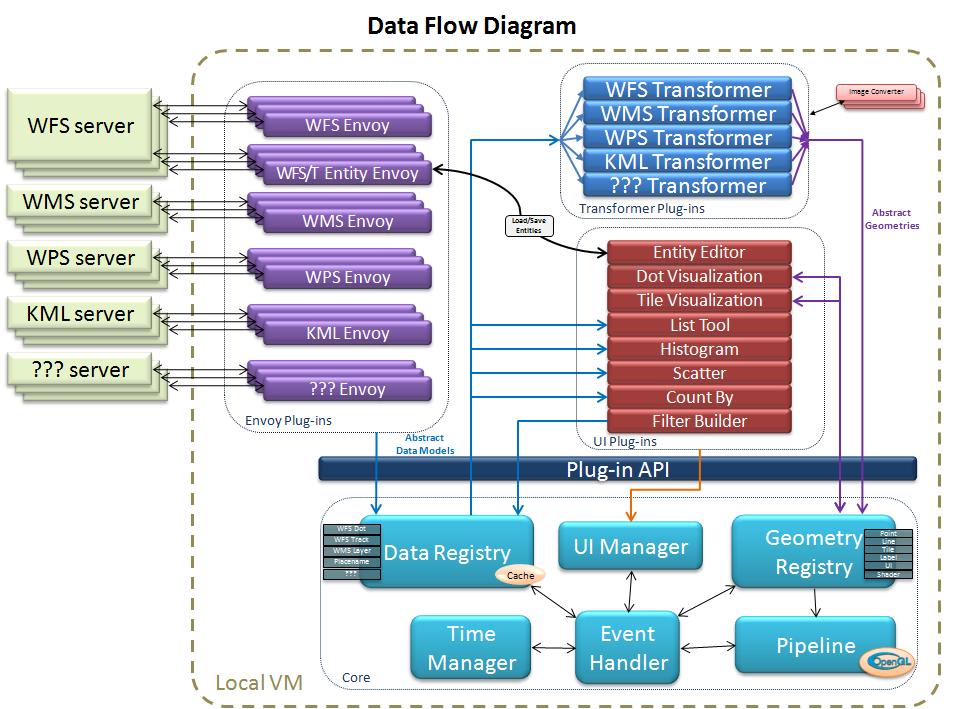 Data Flow Diagram
WFS server
WMS server
WPS server
KML server
??? server
WFS Envoy
WFS/T Entity Envoy
WMS Envoy
WPS Envoy
KML Envoy
??? Envoy
Envoy Plug-ins
WFS Transformer
WMS Transformer
WPS Transformer
KML Transformer
??? Transformer
Transformer Plug-ins
Image Converter
Abstract
Geometries
Load/Save
Entities
Entity Editor
Dot Visualization
Tile Visualization
List Tool
Histogram
Scatter
Count By
Filter Builder
UI Plug-ins
Abstract
Data Models
Plug-in API
WFS Dot
WFS Track
WMS Layer
Placename
???
Data Registry
Cache
UI Manager
Geometry
Registry
Point
Line
Tile
Label
UI
Shader
Time
Manager
Event
Handler
Pipeline
OpenGL
Core
Local VM